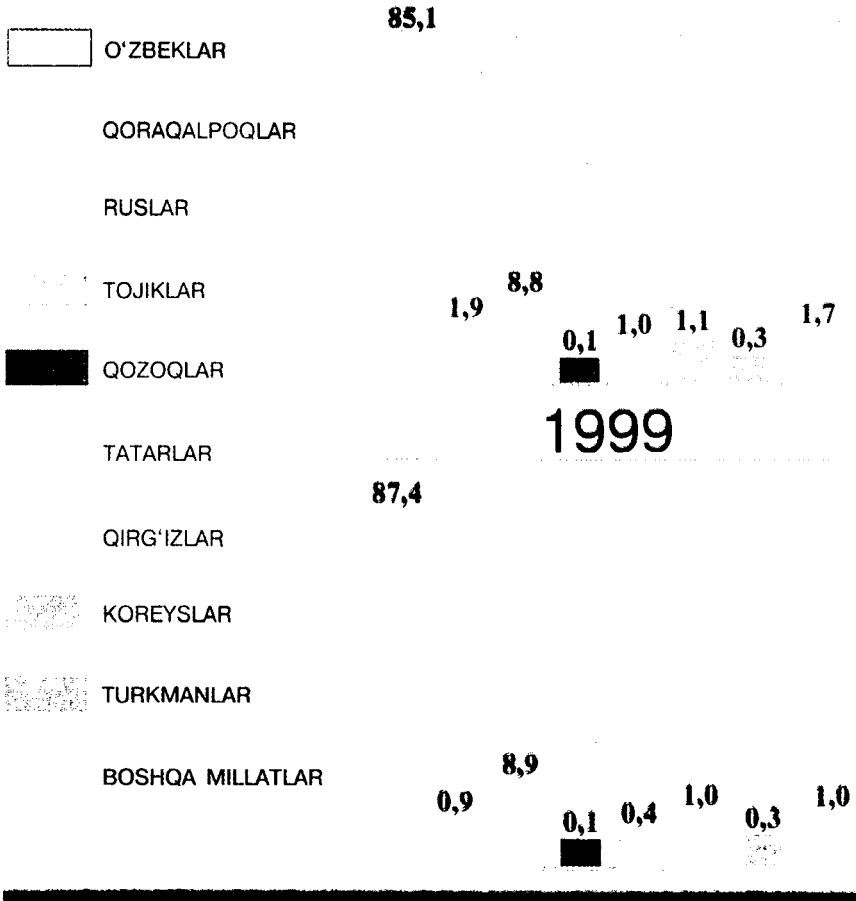 85,1
O‘ZBEKLAR
QORAQALPOQLAR
RUSLAR
TOJIKLAR
QOZOQLAR
TATARLAR
QIRG‘IZLAR
KOREYSLAR
TURKMANLAR
BOSHQA MILLATLAR
1,9 8,8 0,1 1,0 1,1 0,3 1,7
1999
87,4
0,9 8,9 0,1 0,4 1,0 0,3 1,0